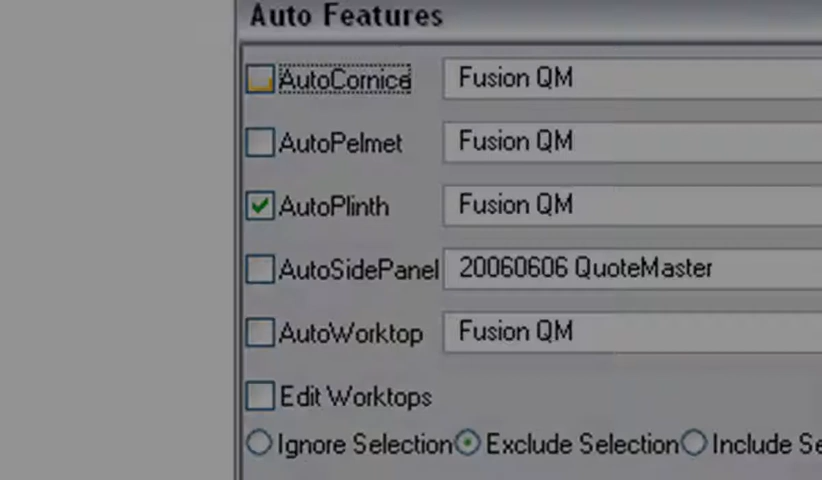 Auto Features
AutoCornice Fusion QM
AutoPelmet Fusion QM
AutoPlinth Fusion QM
AutoSidePanel 20060606 QuoteMaster
AutoWorktop Fusion QM
Edit Worktops
Ignore Selection Exclude Selection Include